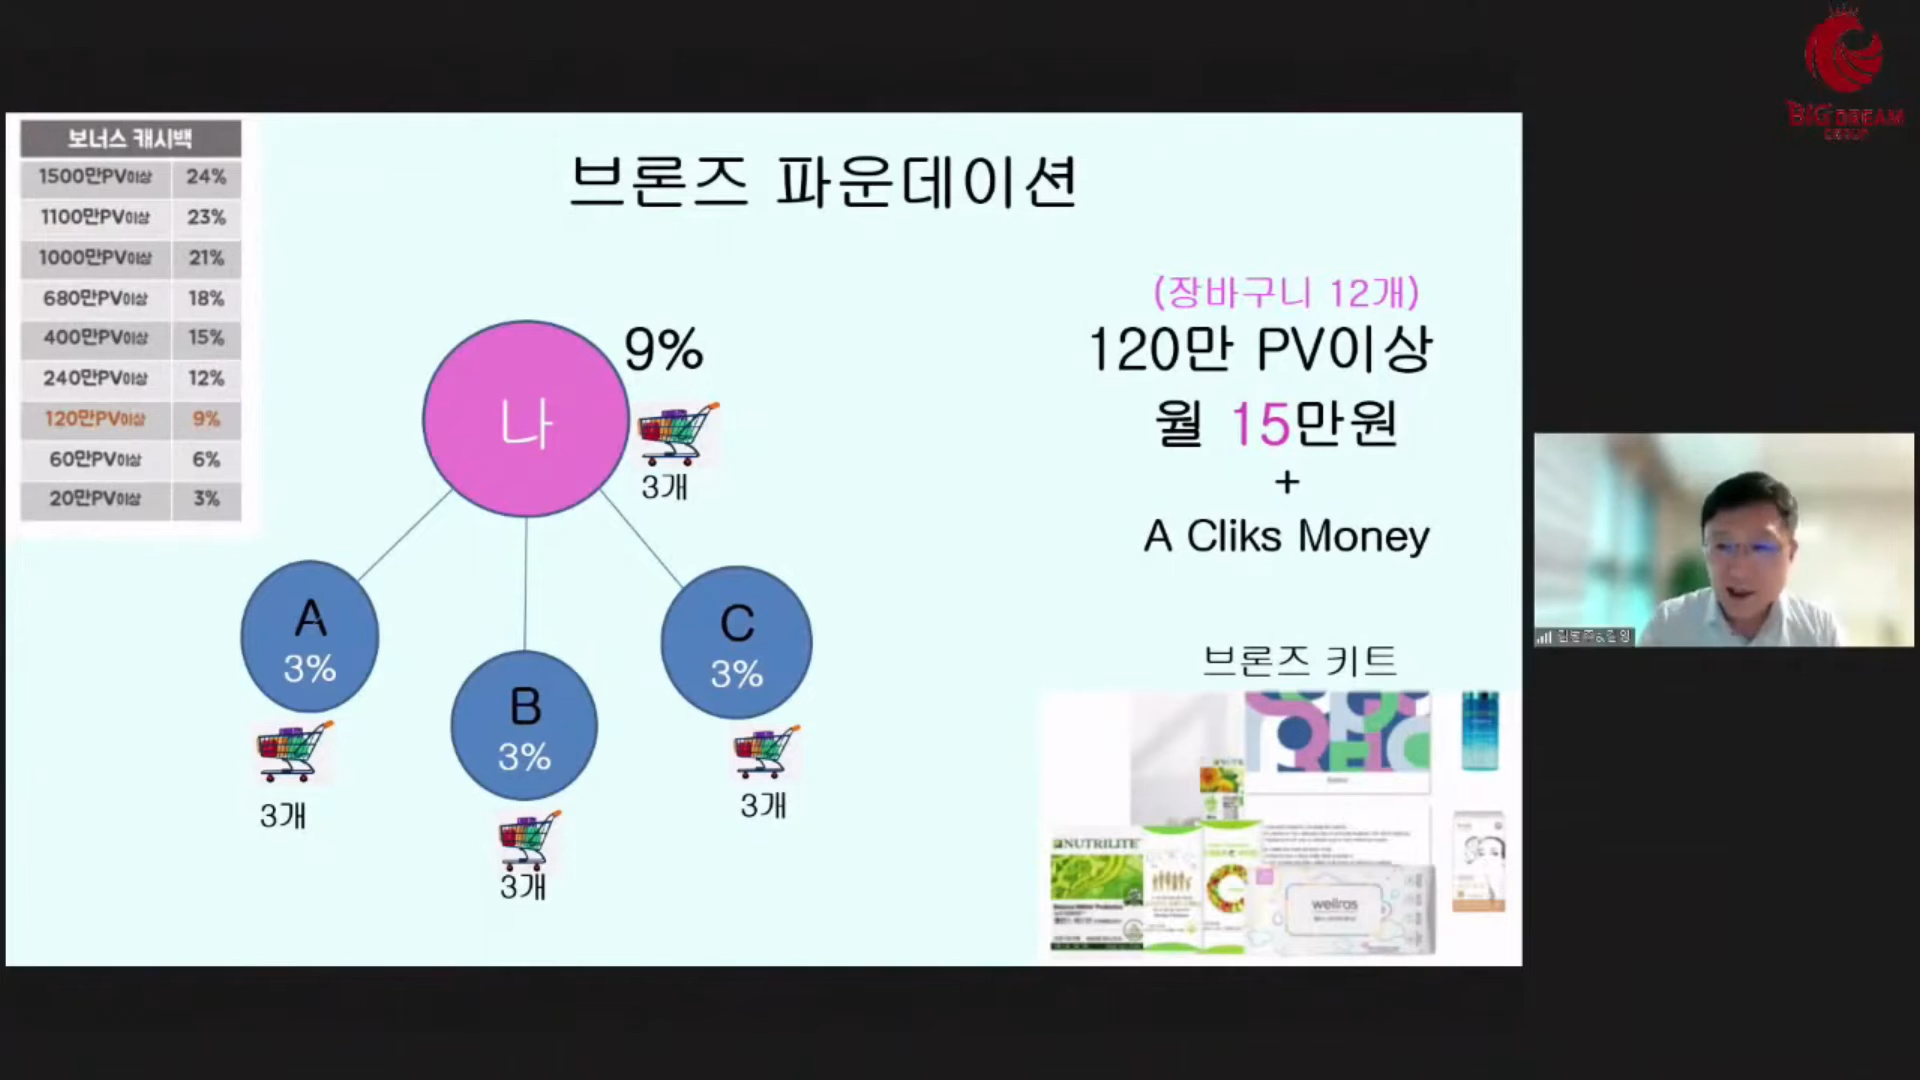 보너스 캐시백
1500만PV이상 24%
1100만PV이상 23%
1000만PV이상 21%
680만PV이상 18%
400만PV이상 15%
240만PV이상 12%
120만PV이상 9%
60만PV이상 6%
20만PV이상 3%
브론즈 파운데이션
나
9%
3개
A
3%
3개
B
3%
3개
C
3%
3개
(장바구니 12개)
120만 PV이상
월 15만원
+
A Cliks Money
브론즈 키트
NUTRILITE
wellros
BIG DREAM
GROUP